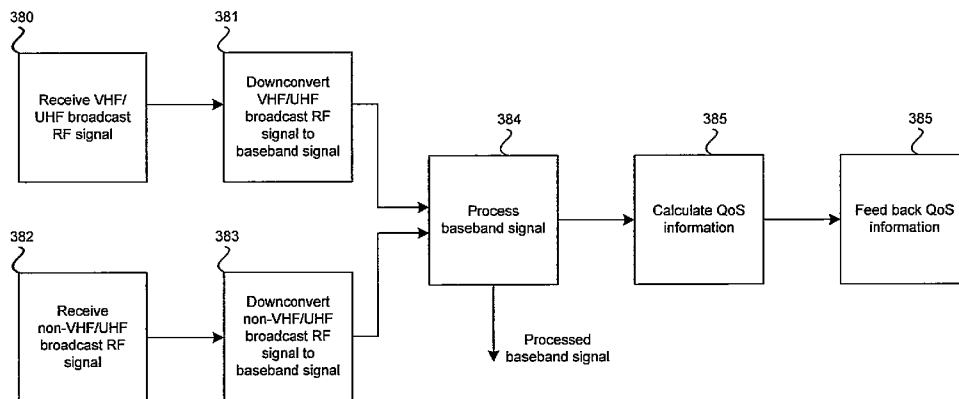 380
381
Receive VHF/
UHF broadcast
RF signal
Downconvert
VHF/UHF
broadcast RF
signal to
baseband signal
384
385
385
Process
baseband signal
Calculate QoS
information
Feed back QoS
information
382
383
Receive
non-VHF/UHF
broadcast RF
signal
Downconvert
non-VHF/UHF
broadcast RF
signal to
baseband signal
Processed
baseband signal